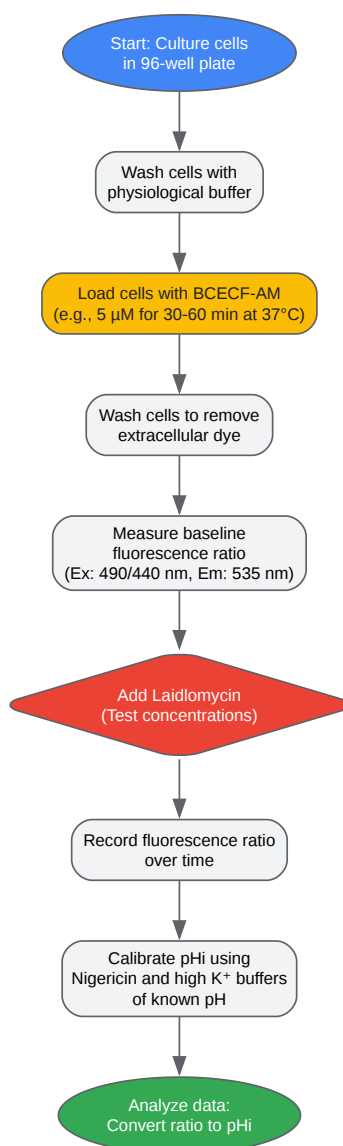 Start: Culture cells
in 96-well plate
Wash cells with
physiological buffer
Load cells with BCECF-AM
(e.g., 5 µM for 30-60 min at 37°C)
Wash cells to remove
extracellular dye
Measure baseline
fluorescence ratio
(Ex: 490/440 nm, Em: 535 nm)
Add Laidlomycin
(Test concentrations)
Record fluorescence ratio
over time
Calibrate pHi using
Nigericin and high K⁺ buffers
of known pH
Analyze data:
Convert ratio to pHi